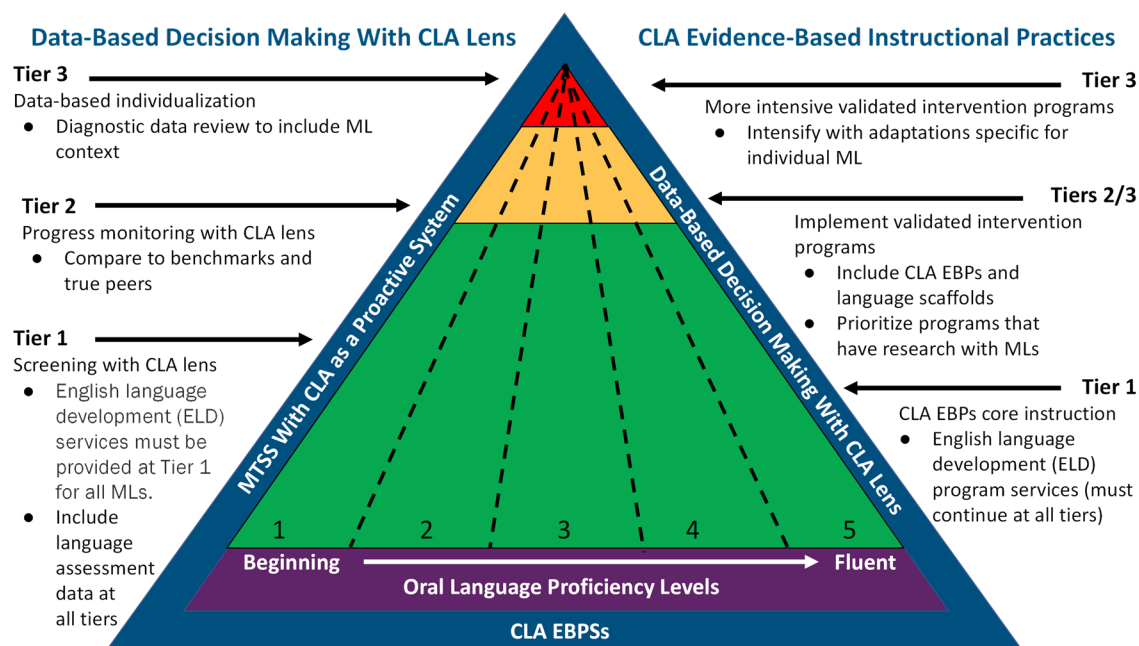 Data-Based Decision Making With CLA Lens
Tier 3
Data-based individualization
● Diagnostic data review to include ML
context
Tier 2
Progress monitoring with CLA lens
● Compare to benchmarks and
true peers
Tier 1
Screening with CLA lens
● English language
development (ELD)
services must be
provided at Tier 1
for all MLs.
● Include
language
assessment
data at
all tiers
CLA Evidence-Based Instructional Practices
Tier 3
More intensive validated intervention programs
● Intensify with adaptations specific for
individual ML
Tiers 2/3
Implement validated intervention
programs
● Include CLA EBPs and
language scaffolds
● Prioritize programs that
have research with MLs
Tier 1
CLA EBPs core instruction
● English language
development (ELD)
program services (must
continue at all tiers)
MTSS With CLA as a Proactive System
Data-Based Decision Making With CLA Lens
1 2 3 4 5
Beginning Fluent
Oral Language Proficiency Levels
CLA EBPSs